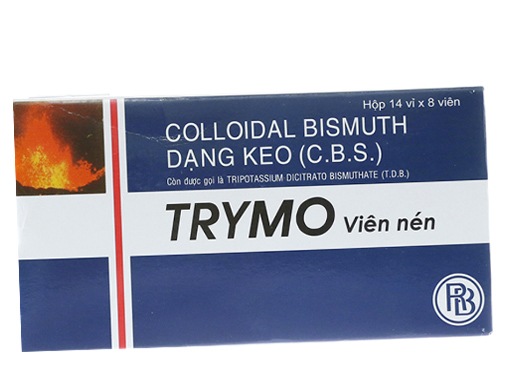 Hộp 14 vỉ x 8 viên
COLLOIDAL BISMUTH
DẠNG KEO (C.B.S.)
Còn được gọi là TRIPOTASSIUM DICITRATO BISMUTHATE (T.D.B.)
TRYMO Viên nén
RLB